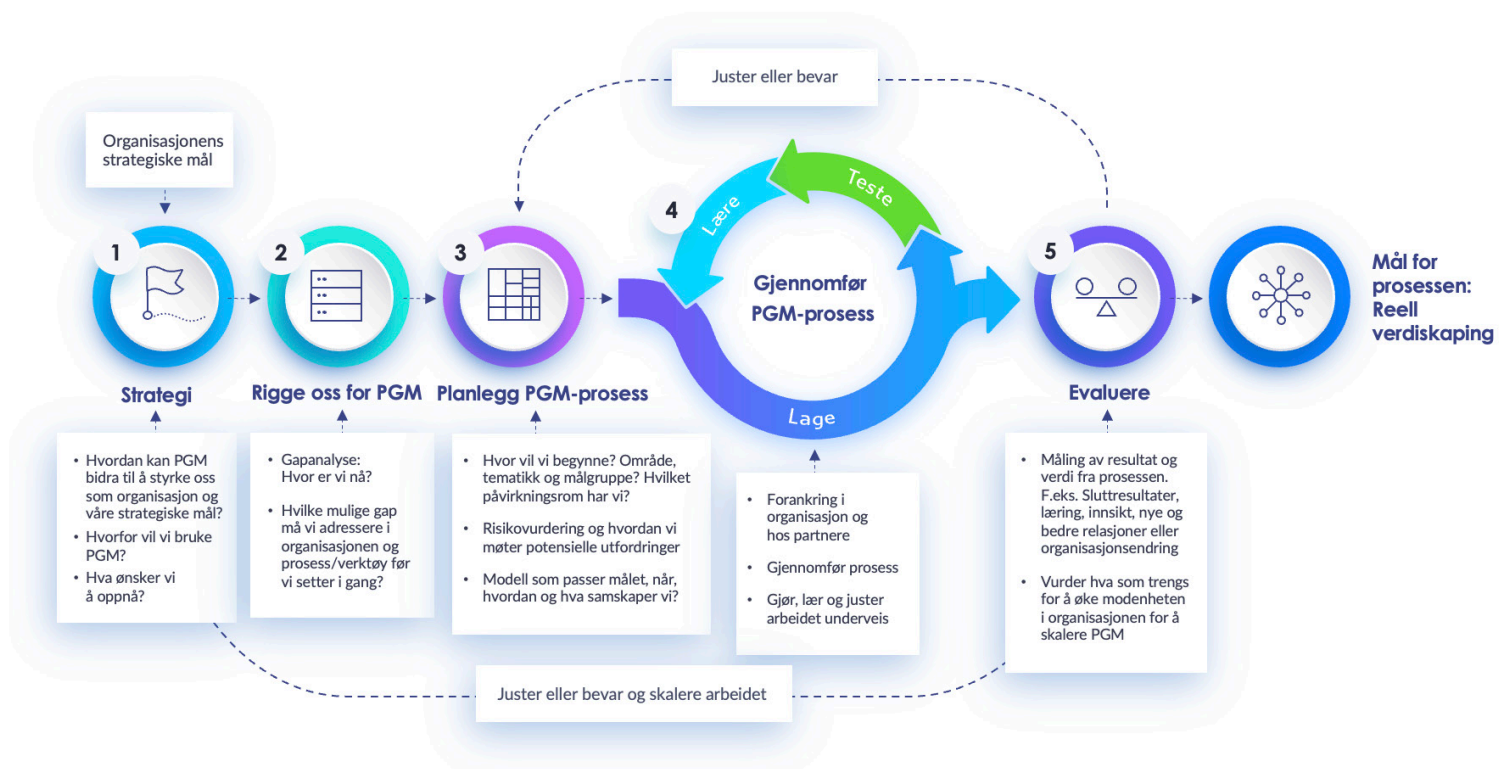 Juster eller bevar
Organisasjonens
strategiske mål
1
Strategi
2
Rigge oss for PGM
3
Planlegg PGM-prosess
4
Lære
Teste
Lage
Gjennomfør
PGM-prosess
5
Evaluere
Mål for
prosessen:
Reell
verdiskaping
• Hvordan kan PGM
bidra til å styrke oss
som organisasjon og
våre strategiske mål?
• Hvorfor vil vi bruke
PGM?
• Hva ønsker vi
å oppnå?
• Gapanalyse:
Hvor er vi nå?
• Hvilke mulige gap
må vi adressere i
organisasjonen og
prosess/verktøy før
vi setter i gang?
• Hvor vil vi begynne? Område,
tematikk og målgruppe? Hvilket
påvirkningsrom har vi?
• Risikovurdering og hvordan vi
møter potensielle utfordringer
• Modell som passer målet, når,
hvordan og hva samskaper vi?
• Forankring i
organisasjon og
hos partnere
• Gjennomfør prosess
• Gjør, lær og juster
arbeidet underveis
• Måling av resultat og
verdi fra prosessen.
F.eks. Sluttresultater,
læring, innsikt, nye og
bedre relasjoner eller
organisasjonsendring
• Vurder hva som trengs
for å øke modenheten
i organisasjonen for å
skalere PGM
Juster eller bevar og skalere arbeidet